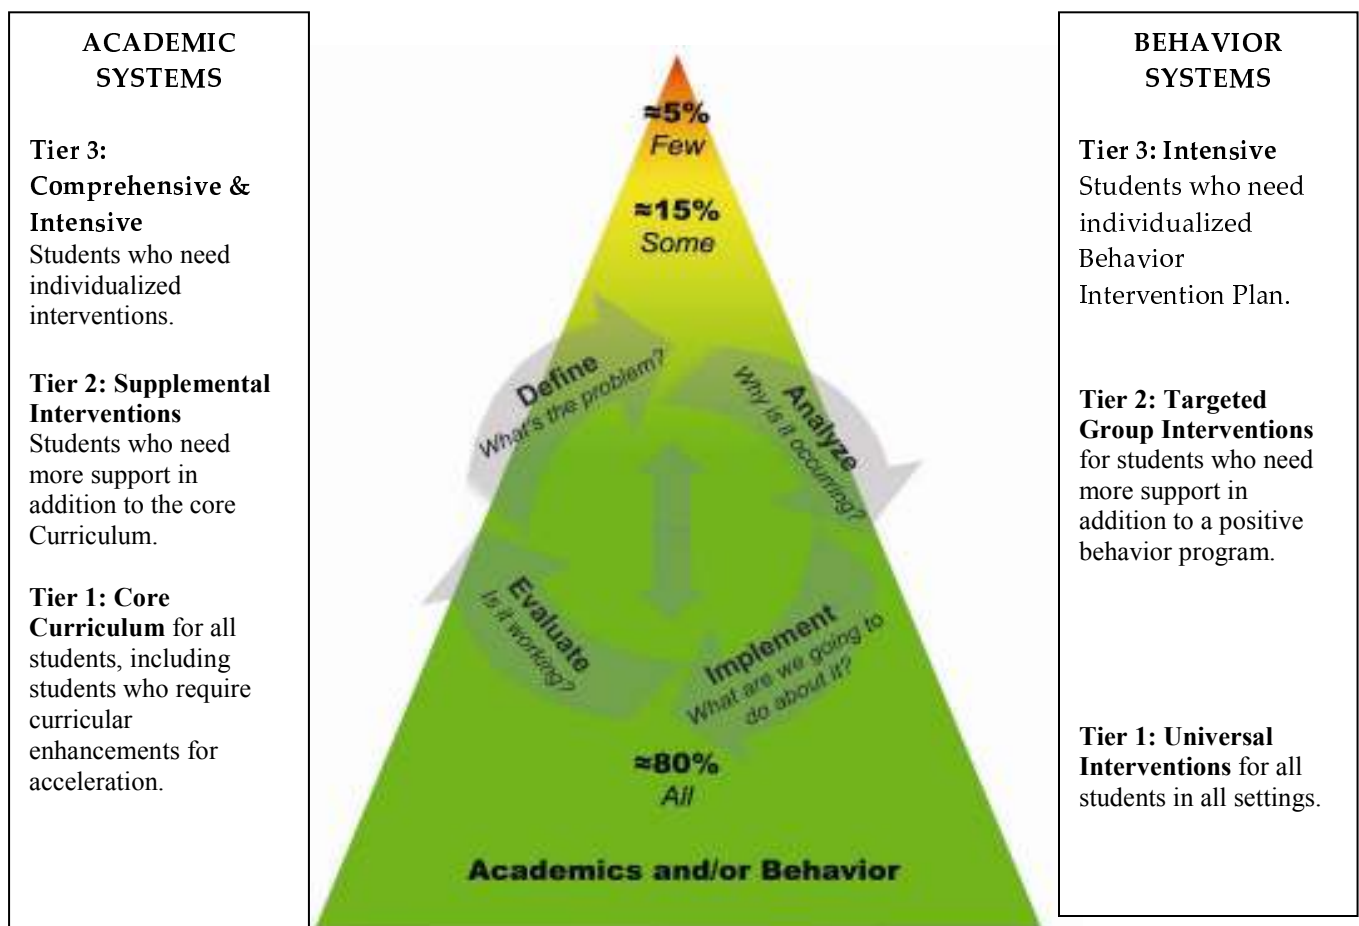 ACADEMIC
SYSTEMS
Tier 3:
Comprehensive &
Intensive
Students who need
individualized
interventions.
Tier 2: Supplemental
Interventions
Students who need
more support in
addition to the core
Curriculum.
Tier 1: Core
Curriculum for all
students, including
students who require
curricular
enhancements for
acceleration.
≈5%
Few
≈15%
Some
Define
What's the problem?
Analyze
Why is it occurring?
Implement
What are we going to
do about it?
Evaluate
Is it working?
≈80%
All
Academics and/or Behavior
BEHAVIOR
SYSTEMS
Tier 3: Intensive
Students who need
individualized
Behavior
Intervention Plan.
Tier 2: Targeted
Group Interventions
for students who need
more support in
addition to a positive
behavior program.
Tier 1: Universal
Interventions for all
students in all settings.